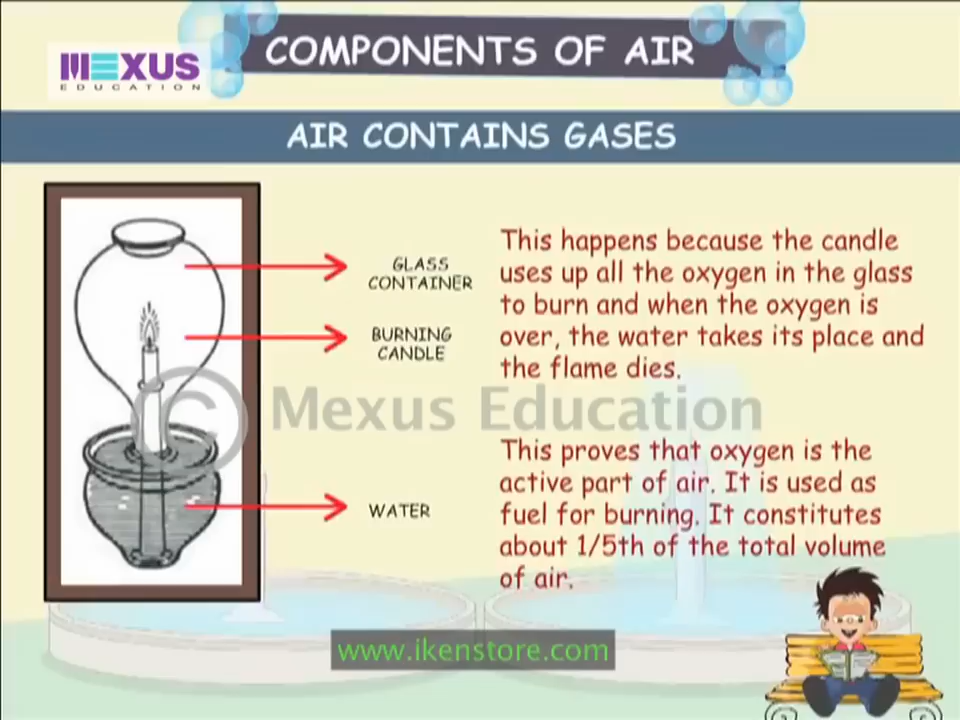 COMPONENTS OF AIR
MEXUS
EDUCATION
AIR CONTAINS GASES
GLASS
CONTAINER
BURNING
CANDLE
WATER
This happens because the candle
uses up all the oxygen in the glass
to burn and when the oxygen is
over, the water takes its place and
the flame dies.
© Mexus Education
This proves that oxygen is the
active part of air. It is used as
fuel for burning. It constitutes
about 1/5th of the total volume
of air.
www.ikenstore.com